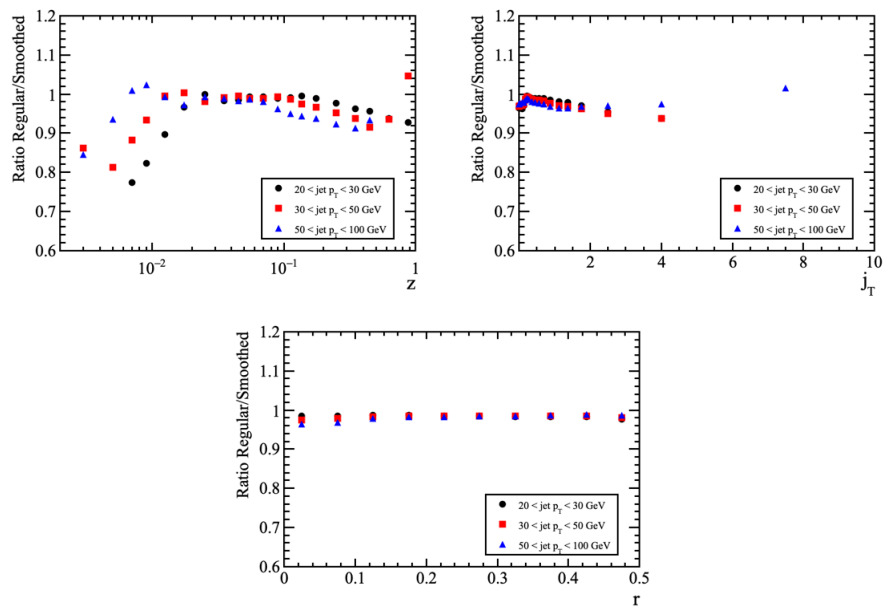 Ratio Regular/Smoothed
1.2
1.1
1
0.9
0.8
0.7
0.6
20 < jet p_T < 30 GeV
30 < jet p_T < 50 GeV
50 < jet p_T < 100 GeV
10⁻²
10⁻¹
1
z
Ratio Regular/Smoothed
1.2
1.1
1
0.9
0.8
0.7
0.6
20 < jet p_T < 30 GeV
30 < jet p_T < 50 GeV
50 < jet p_T < 100 GeV
0 2 4 6 8 10
j_T
Ratio Regular/Smoothed
1.2
1.1
1
0.9
0.8
0.7
0.6
20 < jet p_T < 30 GeV
30 < jet p_T < 50 GeV
50 < jet p_T < 100 GeV
0 0.1 0.2 0.3 0.4 0.5
r